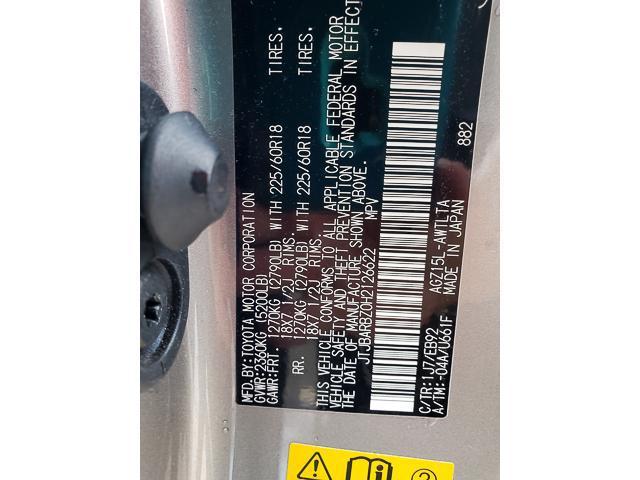 MFD.BY:TOYOTA MOTOR CORPORATION
GVWR:2360KG (5200LB)
GAWR:FRT. 1270KG (2790LB) WITH 225/60R18 TIRES,
18X7 1/2J RIMS.
RR. 1270KG (2790LB) WITH 225/60R18 TIRES,
18X7 1/2J RIMS.
THIS VEHICLE CONFORMS TO ALL APPLICABLE FEDERAL MOTOR
VEHICLE SAFETY AND THEFT PREVENTION STANDARDS IN EFFECT
DATE OF MANUFACTURE SHOWN ABOVE.
JTJBARBZ0H2126622 MPV
C/TR:1J7/EB92 AGZ15L-AWTLTA
A/TM:-04A/U661F MADE IN JAPAN
882